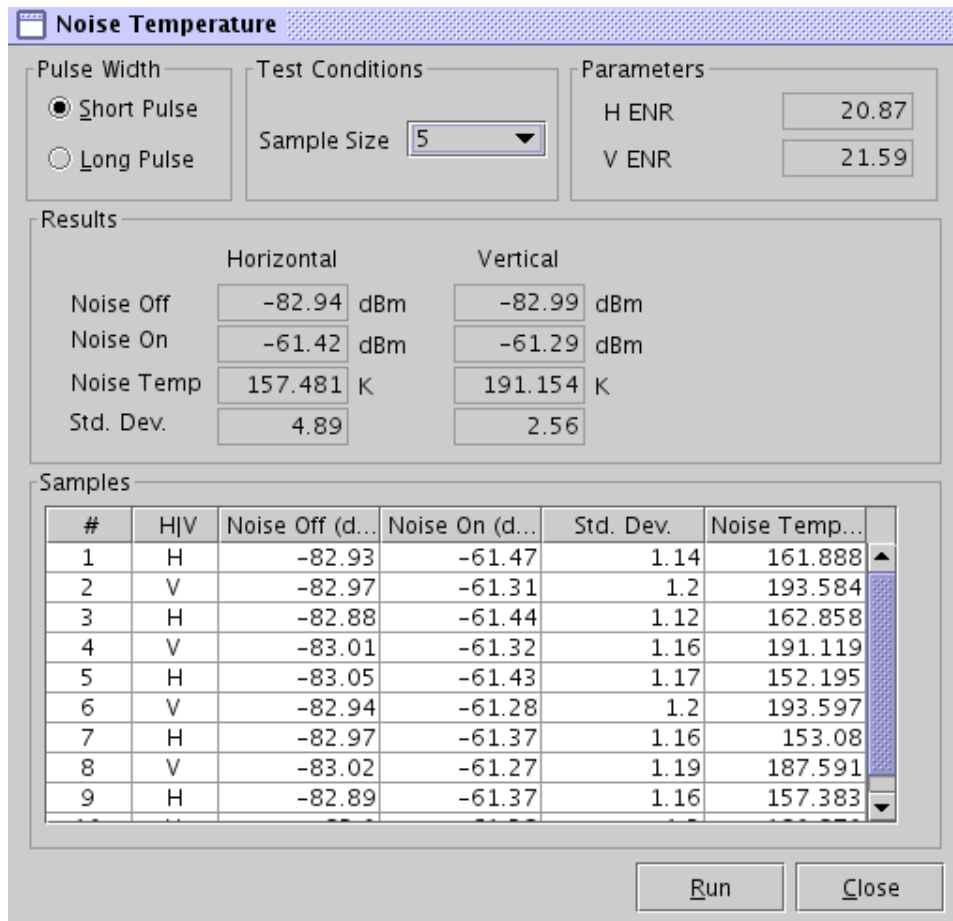 Noise Temperature
Pulse Width Test Conditions Parameters
Short Pulse H ENR 20.87
Sample Size 5
Long Pulse V ENR 21.59
Results
Horizontal Vertical
Noise Off -82.94 dBm -82.99 dBm
Noise On -61.42 dBm -61.29 dBm
Noise Temp 157.481 K 191.154 K
Std. Dev. 4.89 2.56
Samples
# H|V Noise Off (d... Noise On (d... Std. Dev. Noise Temp...
1 H -82.93 -61.47 1.14 161.888
2 V -82.97 -61.31 1.2 193.584
3 H -82.88 -61.44 1.12 162.858
4 V -83.01 -61.32 1.16 191.119
5 H -83.05 -61.43 1.17 152.195
6 V -82.94 -61.28 1.2 193.597
7 H -82.97 -61.37 1.16 153.08
8 V -83.02 -61.27 1.19 187.591
9 H -82.89 -61.37 1.16 157.383
Run Close